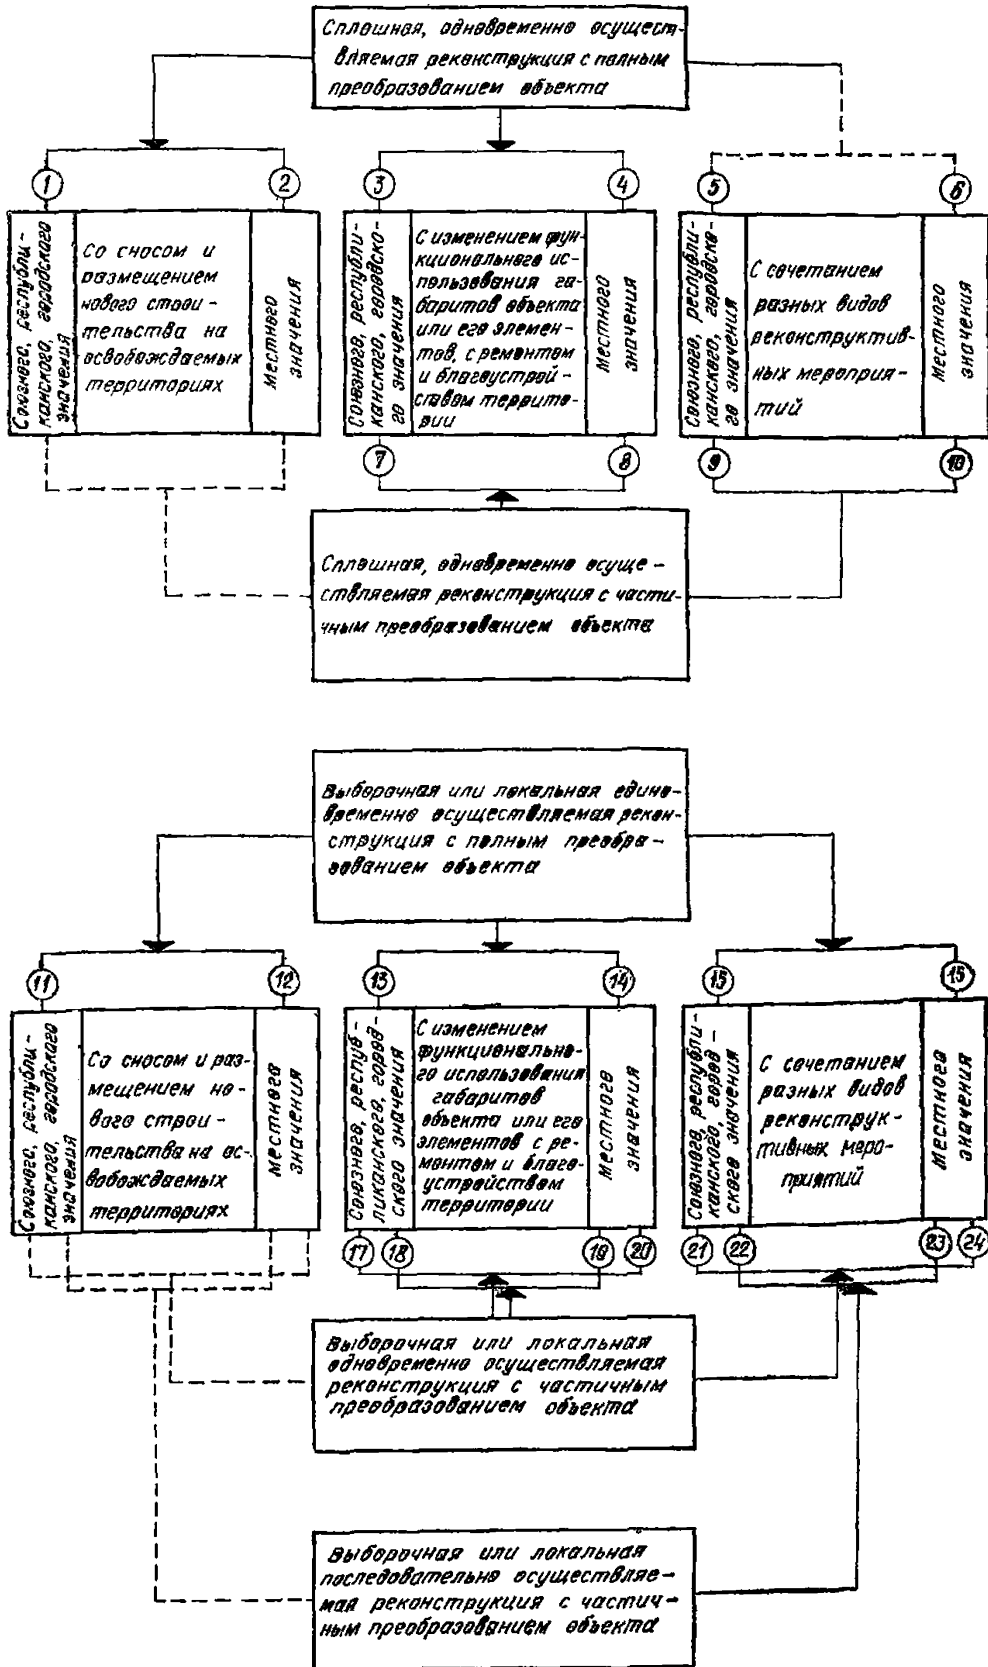 Сплошная, одновременно осущест-
вляемая реконструкция с полным
преобразованием объекта
1
2
3
4
5
6
Союзного, республи-
канского, городского
значения
Со сносом и
размещением
нового строи-
тельства на
освобождаемых
территориях
Местного
значения
Союзного, республи-
канского, городско-
го значения
С изменением фун-
кционального ис-
пользования га-
баритов объекта
или его элемен-
тов, с ремонтом
и благоустрой-
ством террито-
рии
Местного
значения
Союзного, республи-
канского, городско-
го значения
С сочетанием
разных видов
реконструктив-
ных мероприя-
тий
Местного
значения
7
8
9
10
Сплошная, одновременно осуще-
ствляемая реконструкция с части-
чным преобразованием объекта
Выборочная или локальная едино-
временно осуществляемая рекон-
струкция с полным преобра-
зованием объекта
11
12
13
14
15
15
Союзного, республи-
канского, городского
значения
Со сносом и раз-
мещением но-
вого строи-
тельства на ос-
вобождаемых
территориях
Местного
значения
Союзного, респуб-
ликанского, город-
ского значения
С изменением
функционально-
го использования
габаритов
объекта или его
элементов с ре-
монтом и благо-
устройством
территории
Местного
значения
Союзного, республи-
канского, город-
ского значения
С сочетанием
разных видов
реконструк-
тивных меро-
приятий
Местного
значения
17
18
19
20
21
22
23
24
Выборочная или локальная
одновременно осуществляемая
реконструкция с частичным
преобразованием объекта
Выборочная или локальная
последовательно осуществляе-
мая реконструкция с частич-
ным преобразованием объекта